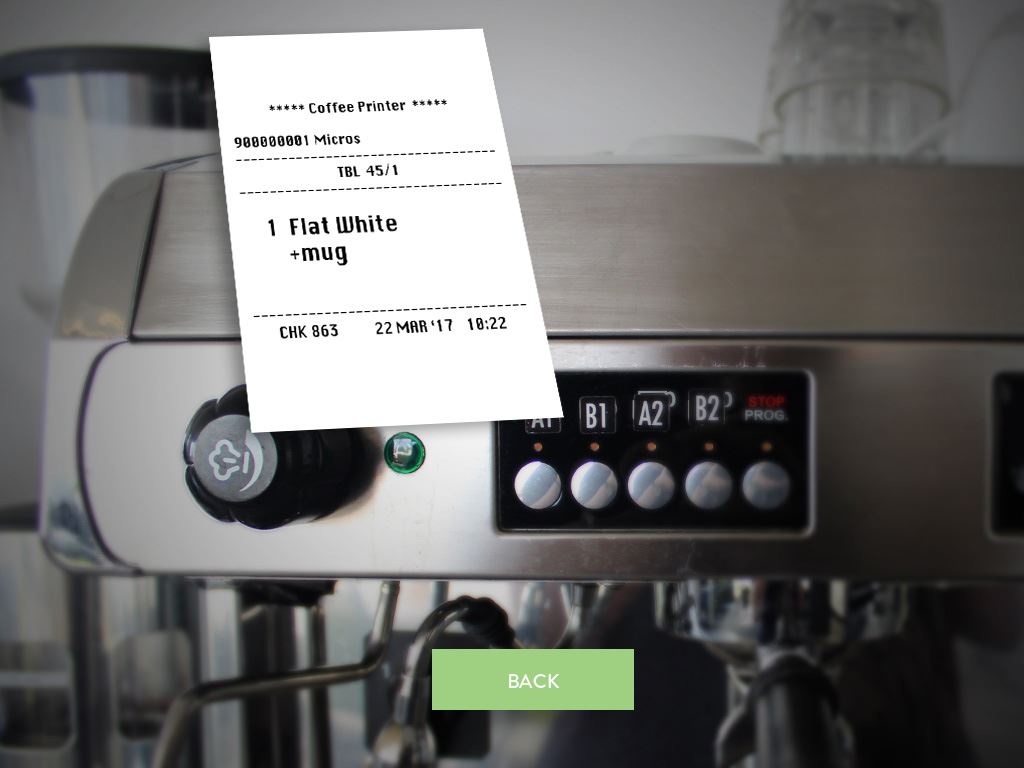 ***** Coffee Printer *****
900000001 Micros
TBL 45/1
1 Flat White
+mug
CHK 863 22 MAR '17 10:22
A1 B1 A2 B2 STOP
PROG.
BACK